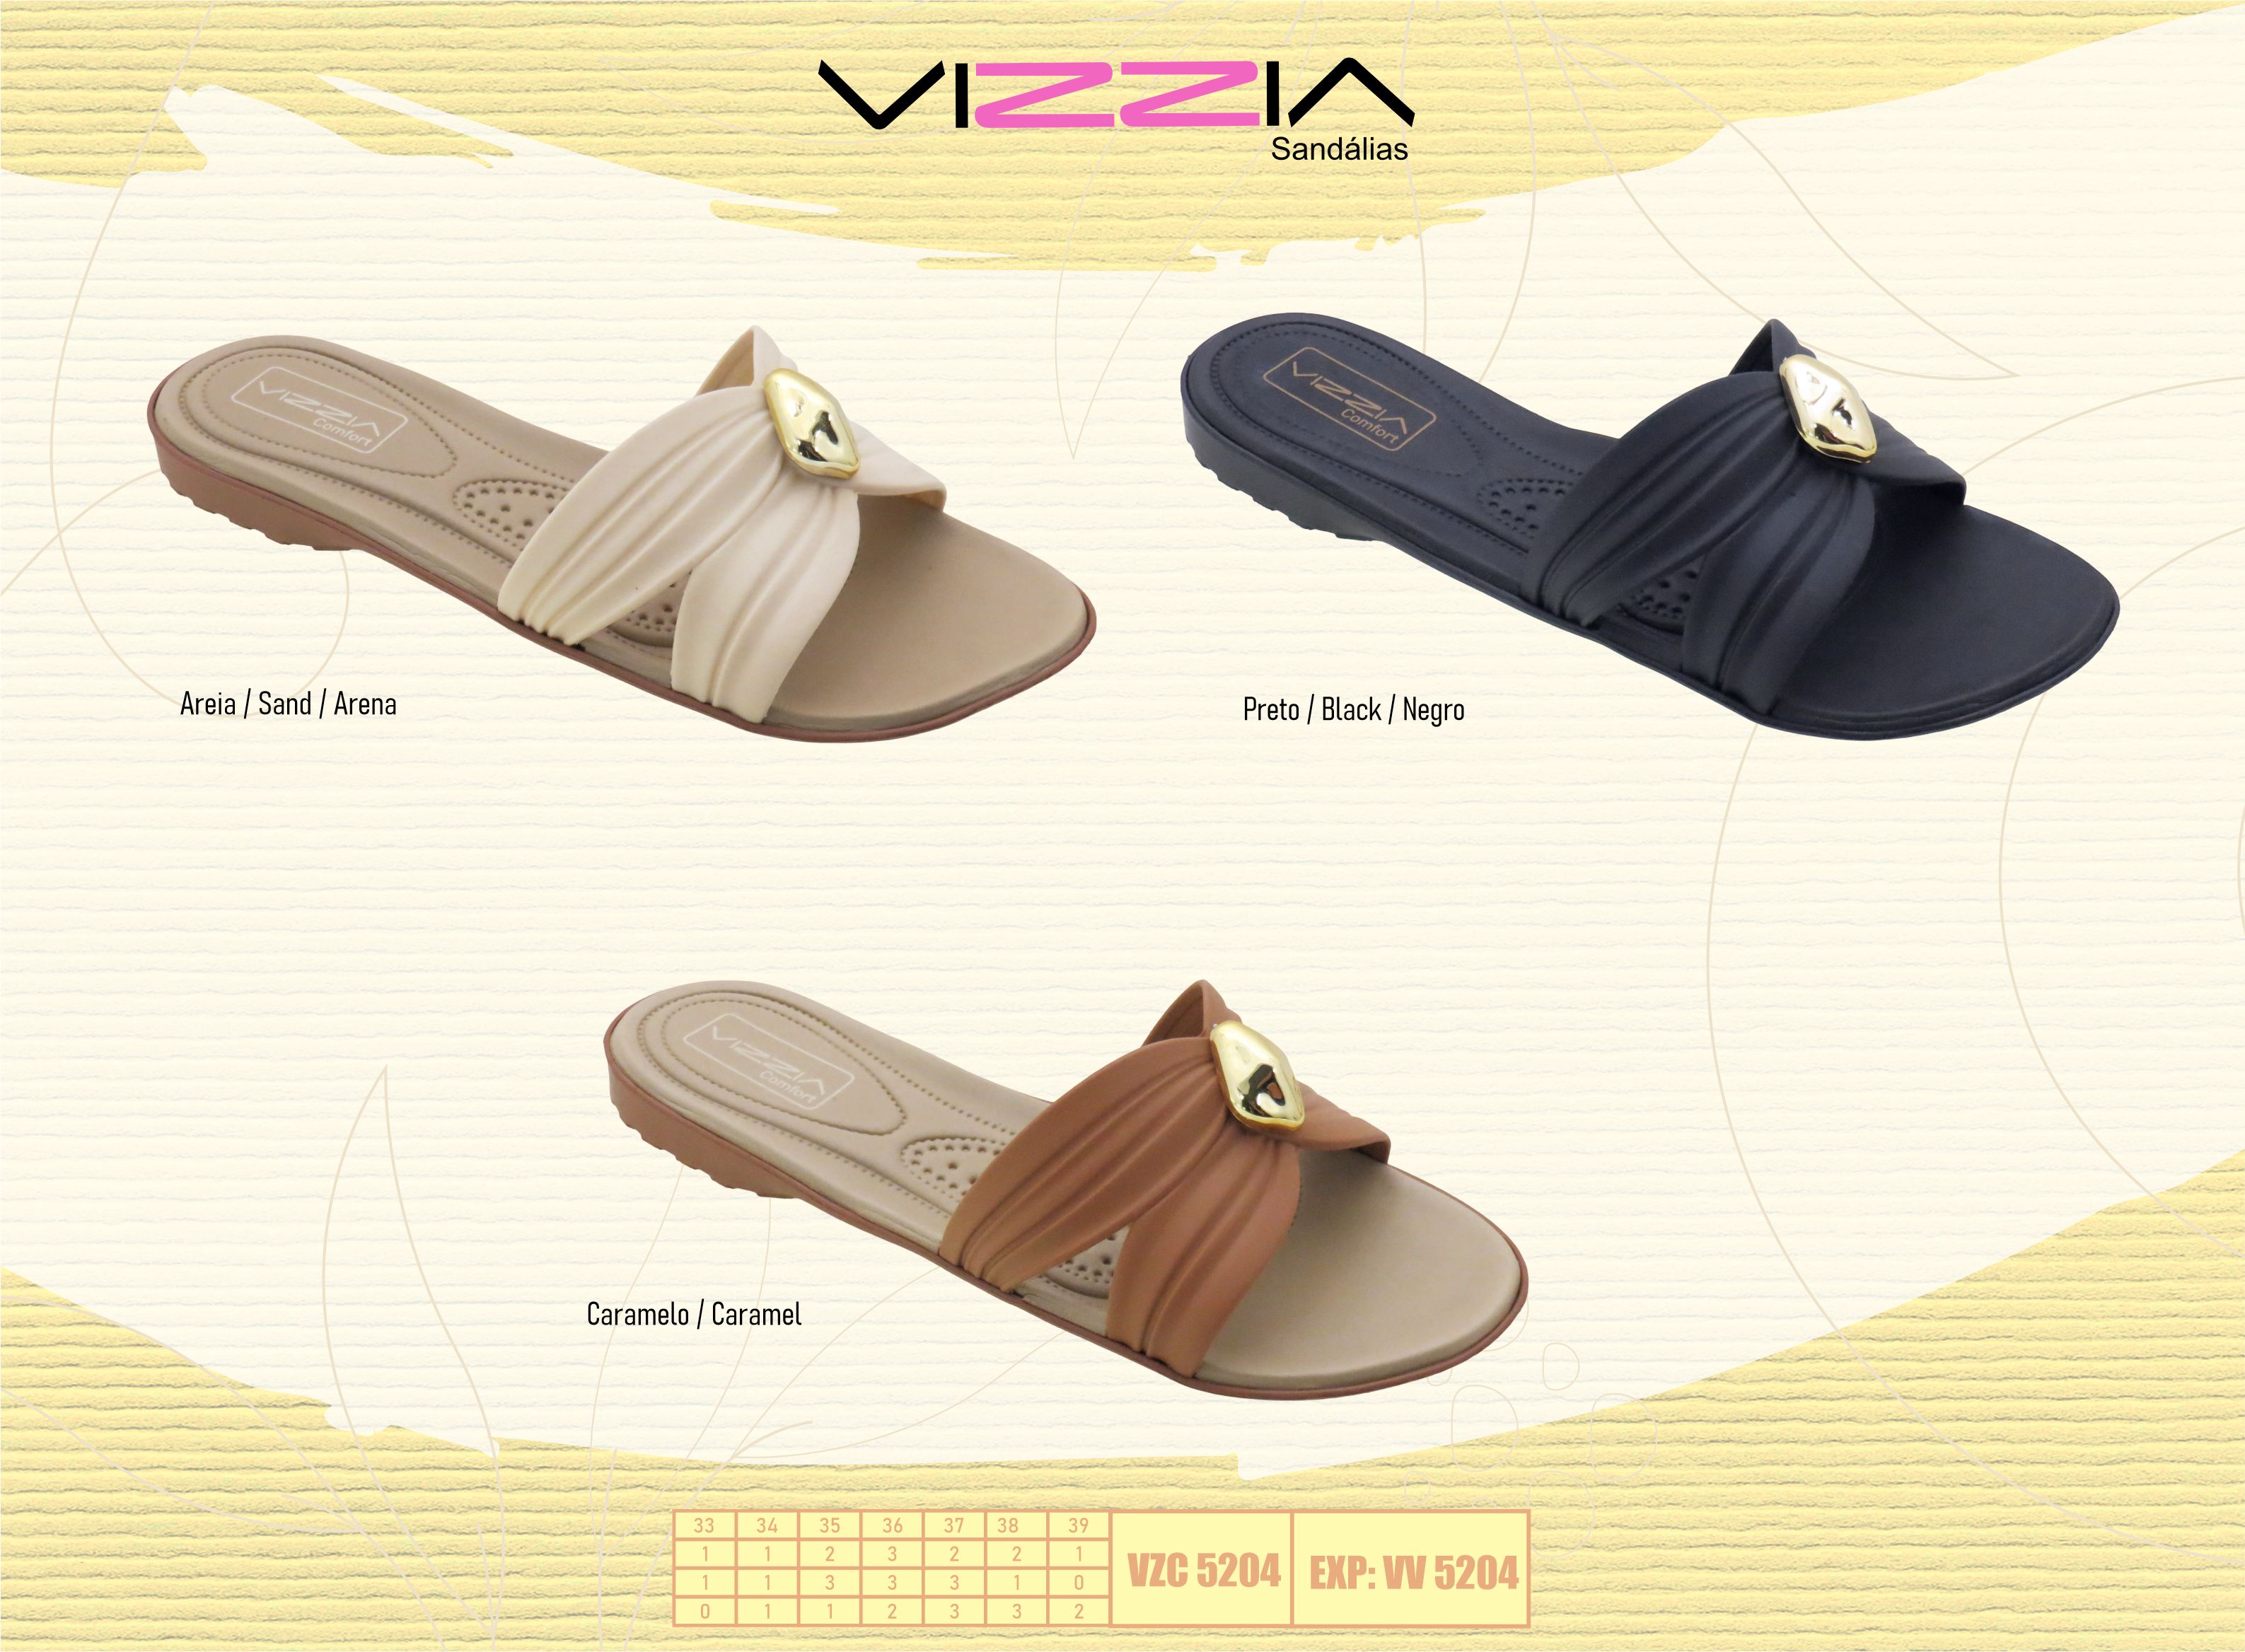 VIZZIA
Sandálias
VIZZIA
Comfort
VIZZIA
Comfort
Areia / Sand / Arena
Preto / Black / Negro
VIZZIA
Comfort
Caramelo / Caramel
33 34 35 36 37 38 39
1 1 2 3 2 2 1
1 1 3 3 3 1 0
0 1 1 2 3 3 2
VZC 5204
EXP: VV 5204